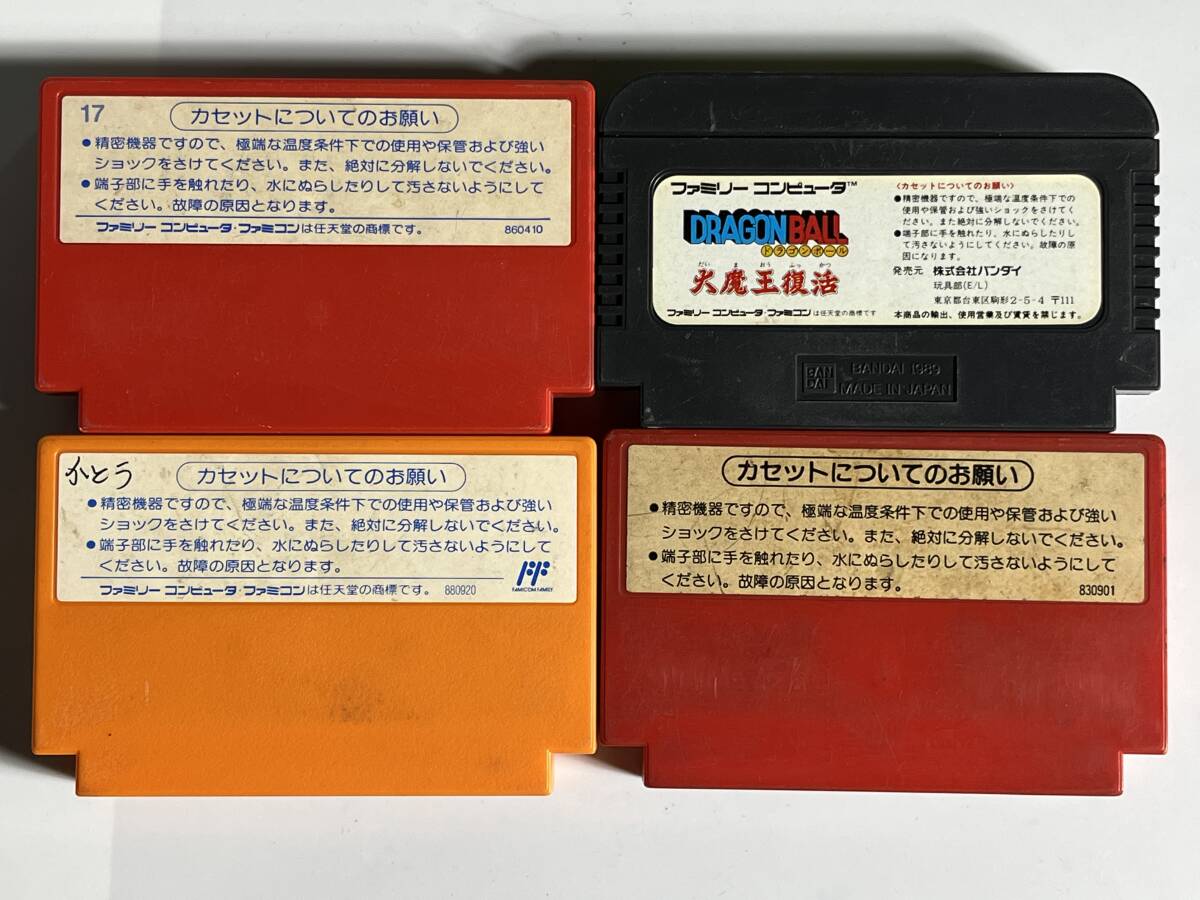 17
カセットについてのお願い
●精密機器ですので、極端な温度条件下での使用や保管および強い
ショックをさけてください。また、絶対に分解しないでください。
●端子部に手を触れたり、水にぬらしたりして汚さないようにして
ください。故障の原因となります。
ファミリー コンピュータ・ファミコンは任天堂の商標です。 860410
ファミリー コンピュータ™
DRAGON BALL
ドラゴンボール
だい ま おう ふっ かつ
大魔王復活
ファミリー コンピュータ・ファミコンは任天堂の商標です
〈カセットについてのお願い〉
●精密機器ですので、極端な温度条件下での
使用や保管および強いショックをさけてく
ださい。また絶対に分解しないでください。
●端子部に手を触れたり、水にぬらしたりし
て汚さないようにしてください。故障の原
因になります。
発売元 株式会社バンダイ
玩具部(E/L)
東京都台東区駒形2-5-4 〒111
本商品の輸出、使用営業及び賃貸を禁じます。
BAN
DAI
BANDAI 1989
MADE IN JAPAN
かとう
カセットについてのお願い
●精密機器ですので、極端な温度条件下での使用や保管および強い
ショックをさけてください。また、絶対に分解しないでください。
●端子部に手を触れたり、水にぬらしたりして汚さないようにして
ください。故障の原因となります。
ファミリー コンピュータ・ファミコンは任天堂の商標です。 880920
FF
FAMICOM FAMILY
カセットについてのお願い
●精密機器ですので、極端な温度条件下での使用や保管および強い
ショックをさけてください。また、絶対に分解しないでください。
●端子部に手を触れたり、水にぬらしたりして汚さないようにして
ください。故障の原因となります。
830901